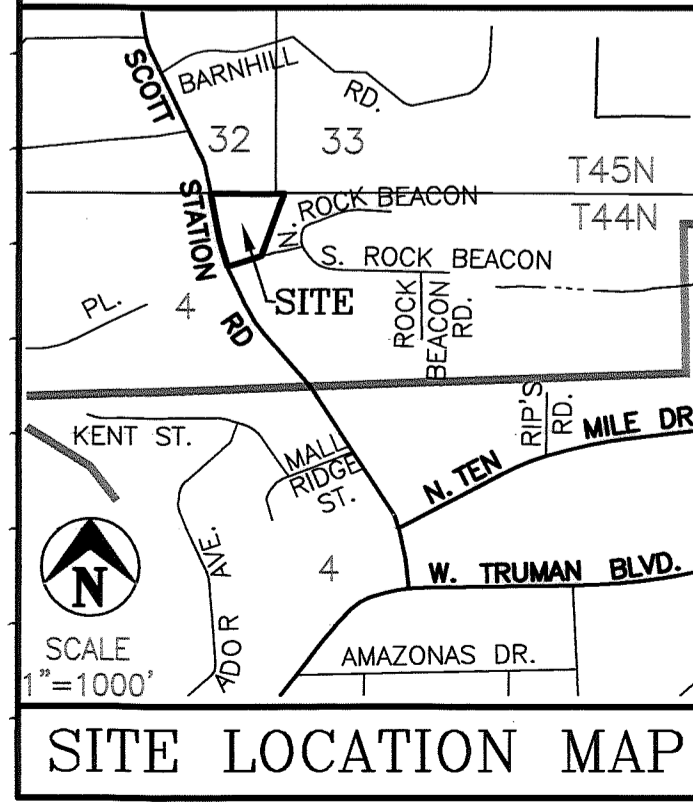 SCOTT
STATION
RD
BARNHILL
RD.
32
33
T45N
T44N
N. ROCK BEACON
S. ROCK BEACON
ROCK
BEACON
RD.
SITE
PL.
4
KENT ST.
MALL
RIDGE
ST.
RIP'S
RD.
N. TEN
MILE DR
ADOR AVE.
4
W. TRUMAN BLVD.
AMAZONAS DR.
N
SCALE
1"=1000'
SITE LOCATION MAP